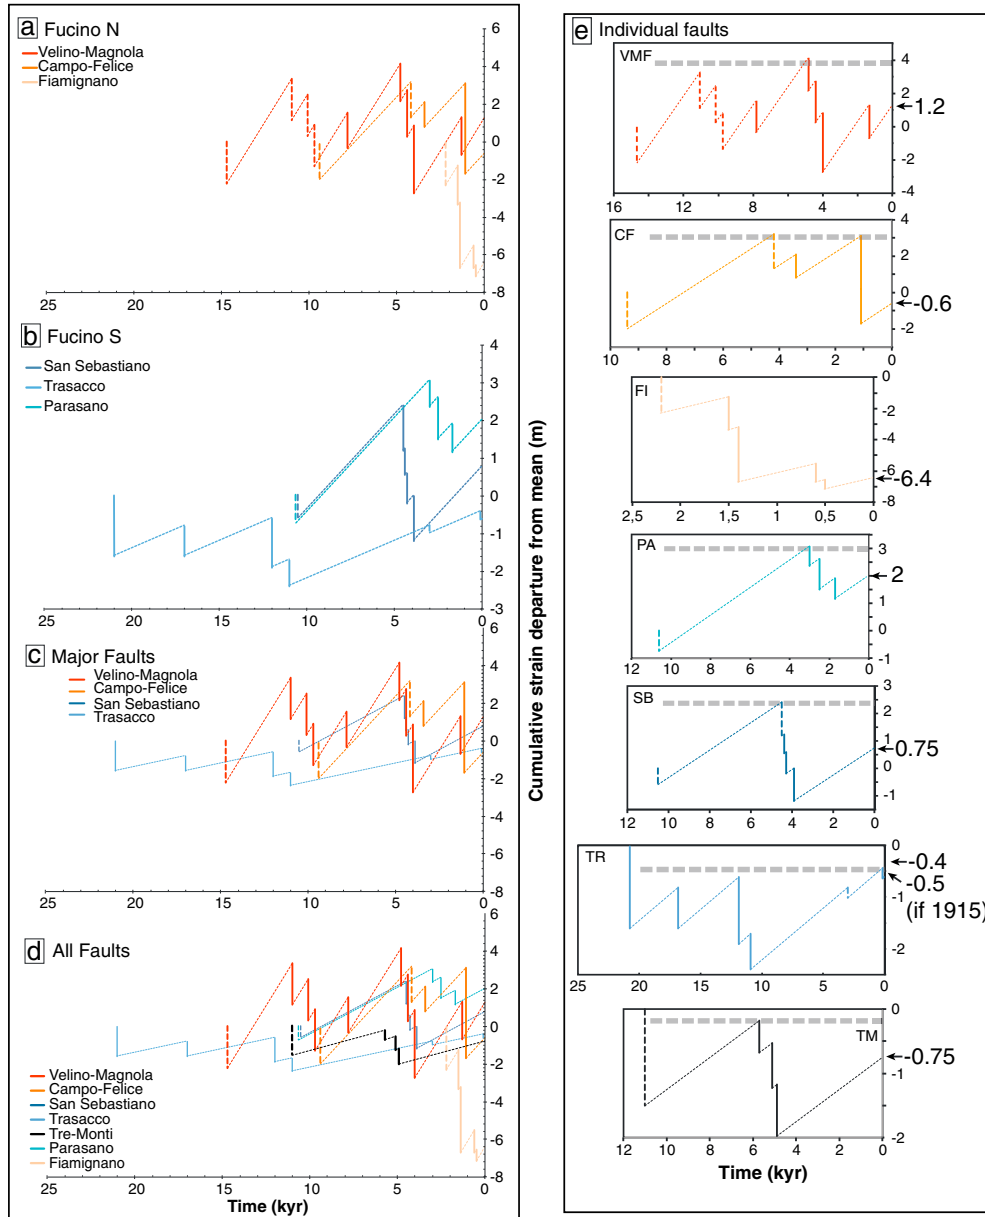 a Fucino N
Velino-Magnola
Campo-Felice
Fiamignano
6
4
2
0
-2
-4
-6
-8
25 20 15 10 5 0
b Fucino S
San Sebastiano
Trasacco
Parasano
4
3
2
1
0
-1
-2
-3
25 20 15 10 5 0
c Major Faults
Velino-Magnola
Campo-Felice
San Sebastiano
Trasacco
6
4
2
0
-2
-4
-6
-8
25 20 15 10 5 0
d All Faults
Velino-Magnola
Campo-Felice
San Sebastiano
Trasacco
Tre-Monti
Parasano
Fiamignano
6
4
2
0
-2
-4
-6
-8
25 20 15 10 5 0
Time (kyr)
Cumulative strain departure from mean (m)
e Individual faults
VMF
4
2
0
-2
-4
1.2
16 12 8 4 0
CF
4
2
0
-2
-0.6
10 8 6 4 2 0
FI
0
-2
-4
-6
-8
-6.4
2,5 2 1,5 1 0,5 0
PA
3
2
1
0
-1
2
12 10 8 6 4 2 0
SB
3
2
1
0
-1
0.75
12 10 8 6 4 2 0
TR
0
-1
-2
-0.4
-0.5
(if 1915)
25 20 15 10 5 0
TM
0
-1
-2
-0.75
12 10 8 6 4 2 0
Time (kyr)